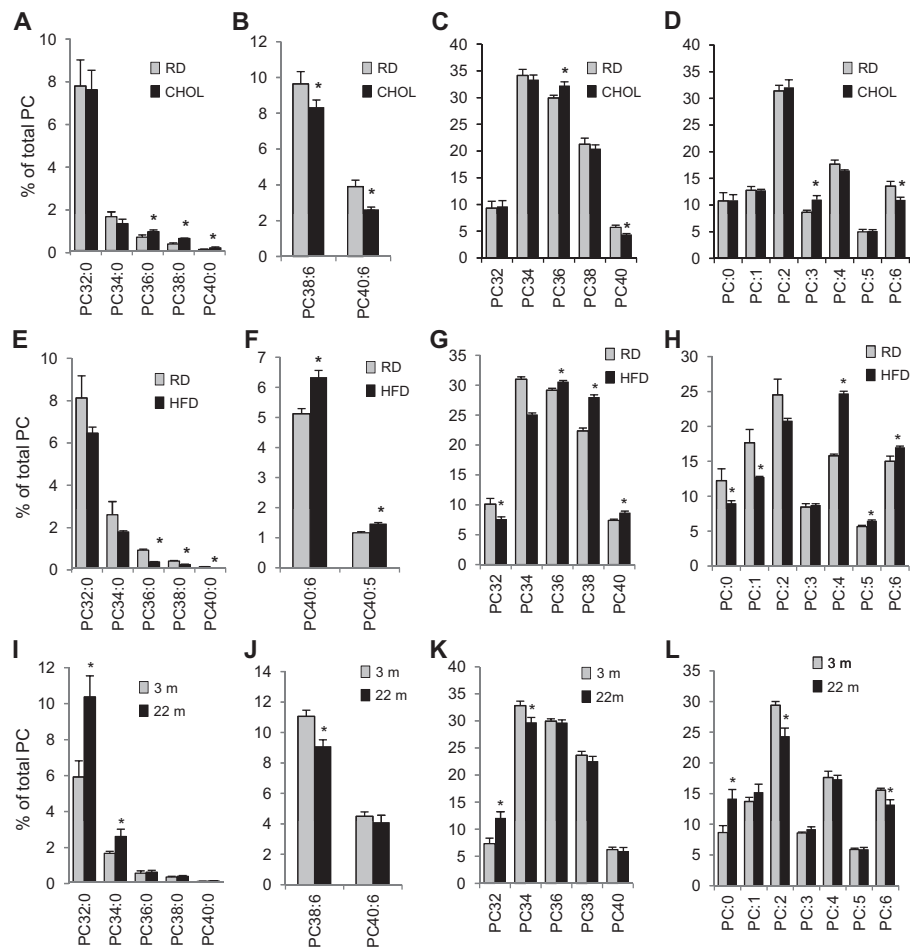 A
B
C
D
% of total PC
10
8
6
4
2
0
RD
CHOL
*
*
*
PC32:0
PC34:0
PC36:0
PC38:0
PC40:0
12
10
8
6
4
2
0
RD
CHOL
*
*
PC38:6
PC40:6
40
35
30
25
20
15
10
5
0
RD
CHOL
*
*
PC32
PC34
PC36
PC38
PC40
40
35
30
25
20
15
10
5
0
RD
CHOL
*
*
PC:0
PC:1
PC:2
PC:3
PC:4
PC:5
PC:6
E
F
G
H
% of total PC
10
8
6
4
2
0
RD
HFD
*
*
*
PC32:0
PC34:0
PC36:0
PC38:0
PC40:0
7
6
5
4
3
2
1
0
RD
HFD
*
*
PC40:6
PC40:5
35
30
25
20
15
10
5
0
RD
HFD
*
*
*
*
PC32
PC34
PC36
PC38
PC40
30
25
20
15
10
5
0
RD
HFD
*
*
*
*
*
PC:0
PC:1
PC:2
PC:3
PC:4
PC:5
PC:6
I
J
K
L
% of total PC
12
10
8
6
4
2
0
3 m
22 m
*
*
PC32:0
PC34:0
PC36:0
PC38:0
PC40:0
14
12
10
8
6
4
2
0
3 m
22 m
*
PC38:6
PC40:6
40
35
30
25
20
15
10
5
0
3 m
22m
*
*
PC32
PC34
PC36
PC38
PC40
35
30
25
20
15
10
5
0
3 m
22 m
*
*
*
PC:0
PC:1
PC:2
PC:3
PC:4
PC:5
PC:6